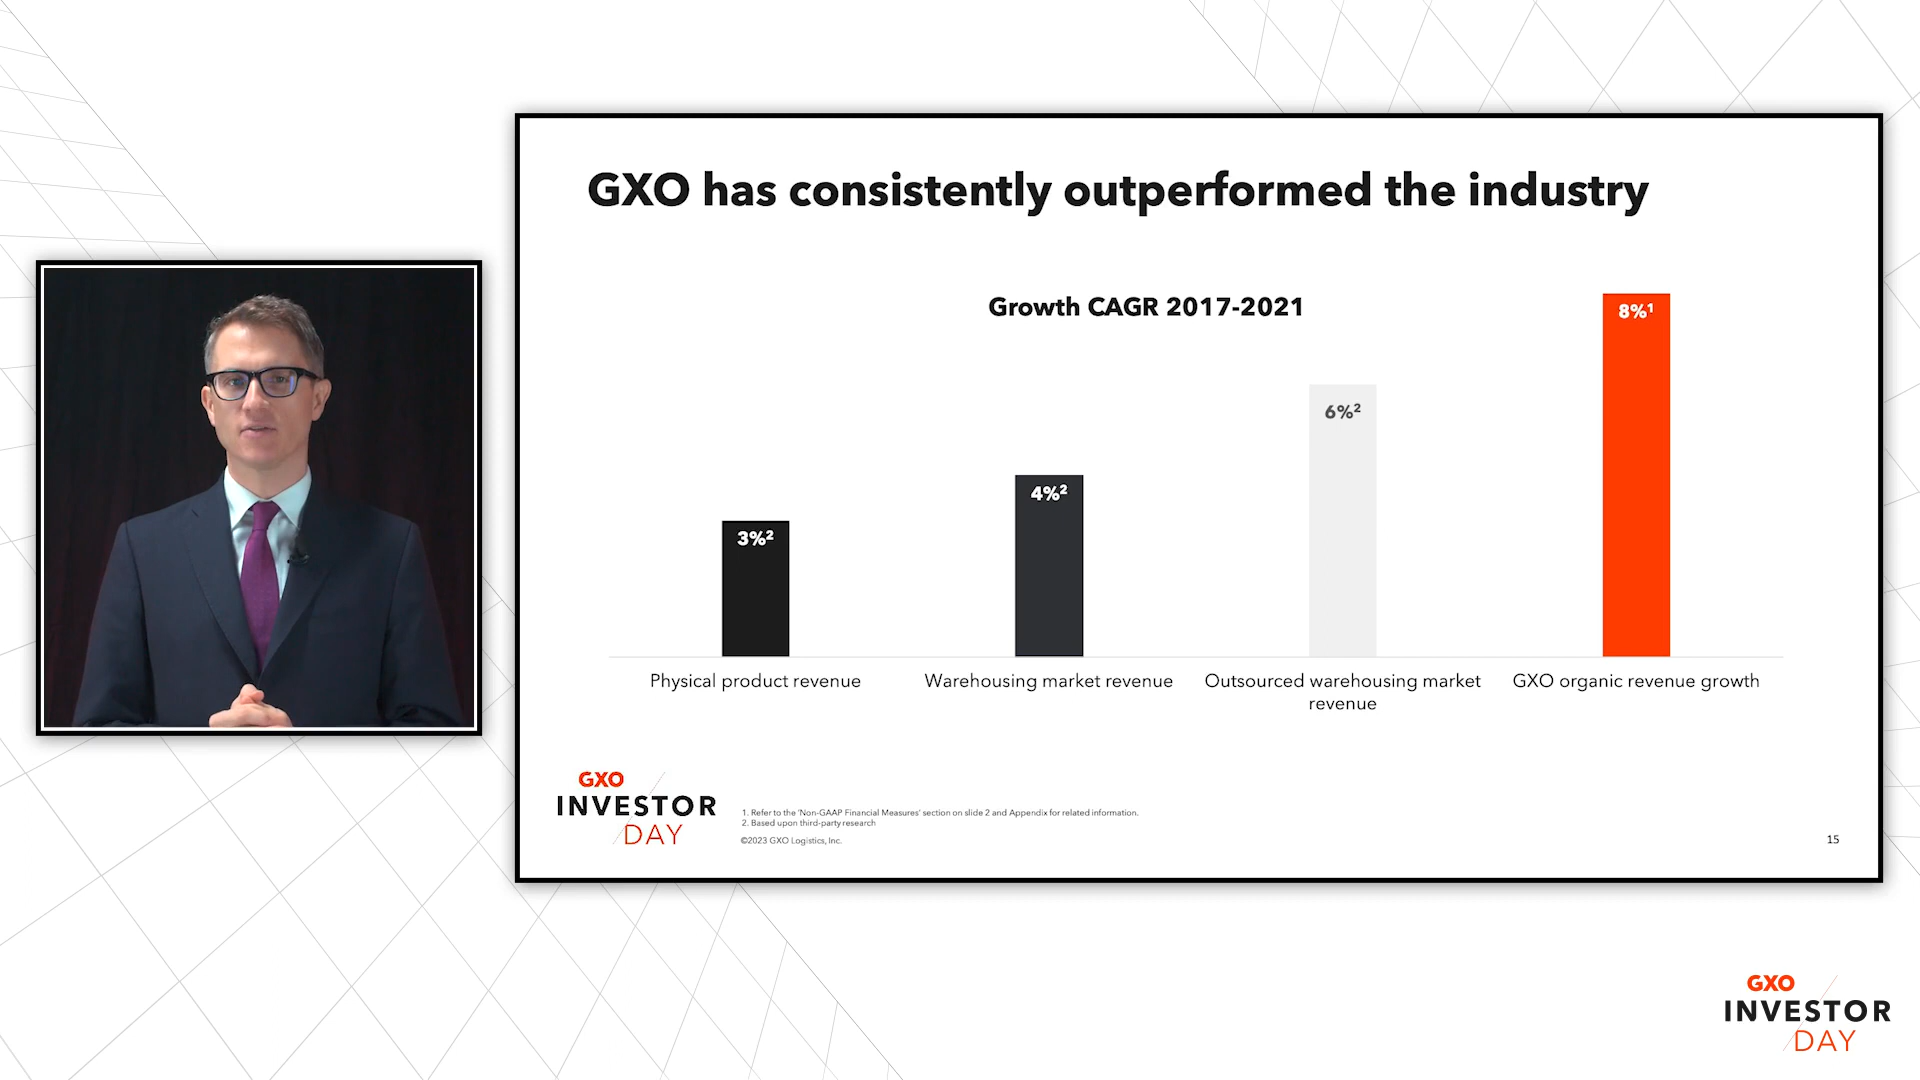 GXO has consistently outperformed the industry
Growth CAGR 2017-2021
3%²
4%²
6%²
8%¹
Physical product revenue
Warehousing market revenue
Outsourced warehousing market
revenue
GXO organic revenue growth
GXO
INVESTOR
DAY
1. Refer to the 'Non-GAAP Financial Measures' section on slide 2 and Appendix for related information.
2. Based upon third-party research
©2023 GXO Logistics, Inc.
15
GXO
INVESTOR
DAY